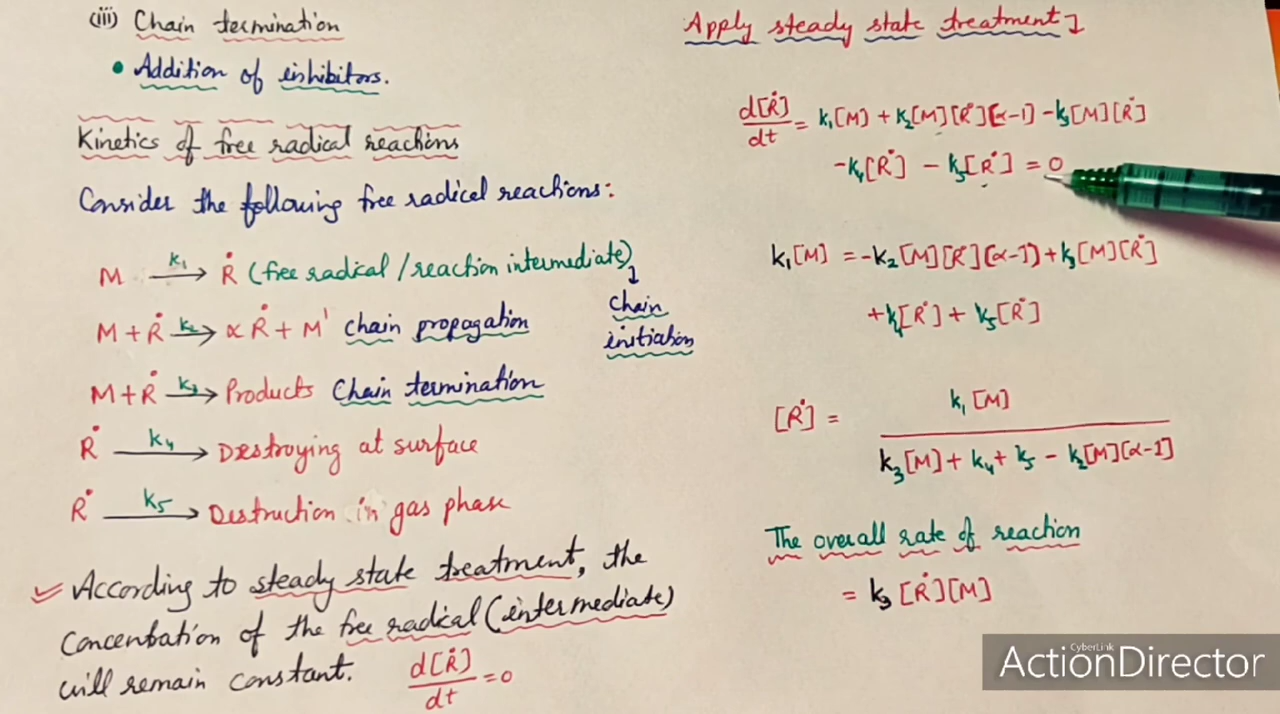 (iii) Chain termination
• Addition of inhibitors.
Kinetics of free radical reactions
Consider the following free radical reactions:
M —k₁→ Ṙ (free radical/reaction intermediate)
↓
chain
initiation
M + Ṙ —k₂→ α Ṙ + M' Chain propagation
M + Ṙ —k₃→ Products Chain termination
Ṙ —k₄→ Destroying at surface
Ṙ —k₅→ Destruction in gas phase
According to steady state treatment, the
concentration of the free radical (intermediate)
will remain constant. d[Ṙ]/dt = 0
Apply steady state treatment
d[Ṙ]/dt = k₁[M] + k₂[M][Ṙ](α-1) - k₃[M][Ṙ]
-k₄[Ṙ] - k₅[Ṙ] = 0
k₁[M] = -k₂[M][Ṙ](α-1) + k₃[M][Ṙ]
+k₄[Ṙ] + k₅[Ṙ]
[Ṙ] = k₁[M] / k₃[M] + k₄ + k₅ - k₂[M](α-1]
The overall rate of reaction
= k₃[Ṙ][M]
CyberLink
ActionDirector